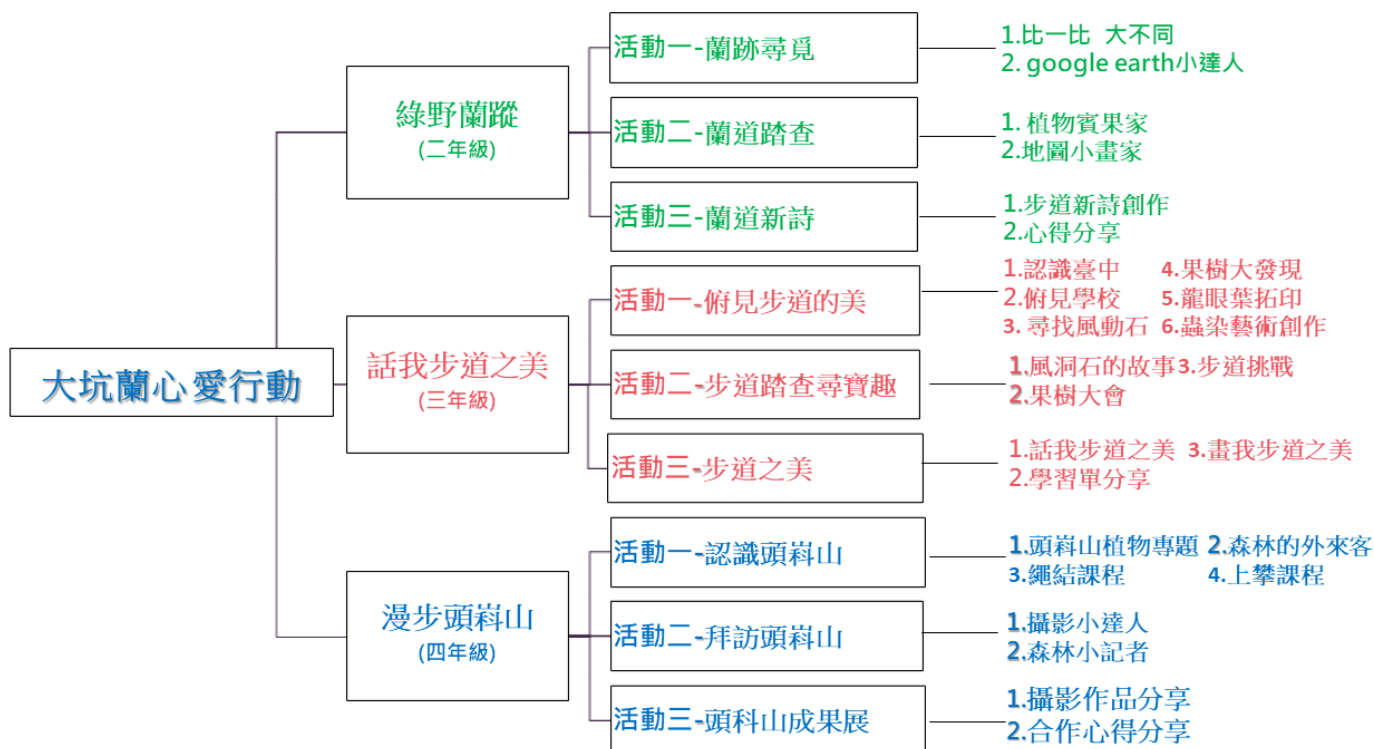 大坑蘭心 愛行動
綠野蘭蹤
(二年級)
活動一-蘭跡尋覓
1.比一比 大不同
2. google earth小達人
活動二-蘭道踏查
1. 植物賓果家
2.地圖小畫家
活動三-蘭道新詩
1.步道新詩創作
2.心得分享
話我步道之美
(三年級)
活動一-俯見步道的美
1.認識臺中 4.果樹大發現
2.俯見學校 5.龍眼葉拓印
3. 尋找風動石 6.蟲染藝術創作
活動二-步道踏查尋寶趣
1.風洞石的故事 3.步道挑戰
2.果樹大會
活動三-步道之美
1.話我步道之美 3.畫我步道之美
2.學習單分享
漫步頭嵙山
(四年級)
活動一-認識頭嵙山
1.頭嵙山植物專題 2.森林的外來客
3.繩結課程 4.上攀課程
活動二-拜訪頭嵙山
1.攝影小達人
2.森林小記者
活動三-頭科山成果展
1.攝影作品分享
2.合作心得分享